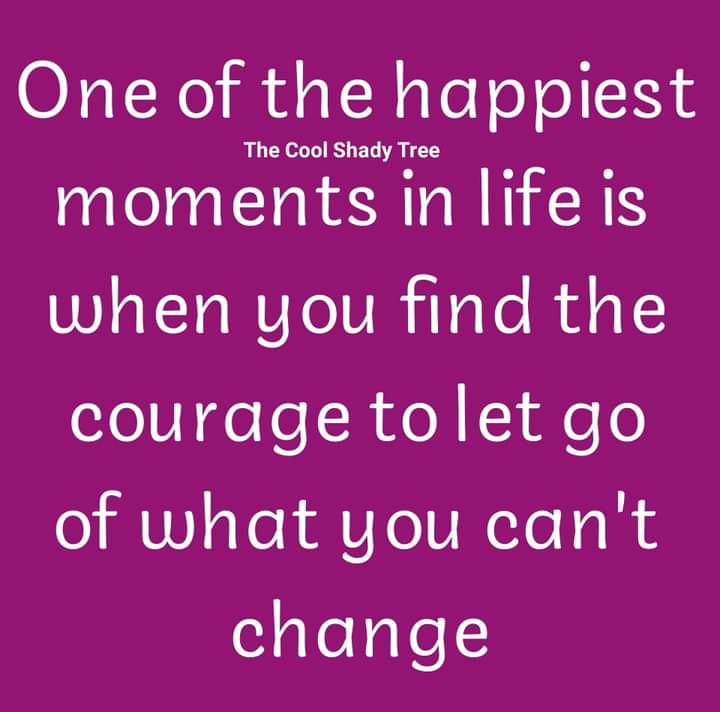 One of the happiest
The Cool Shady Tree
moments in life is
when you find the
courage to let go
of what you can't
change